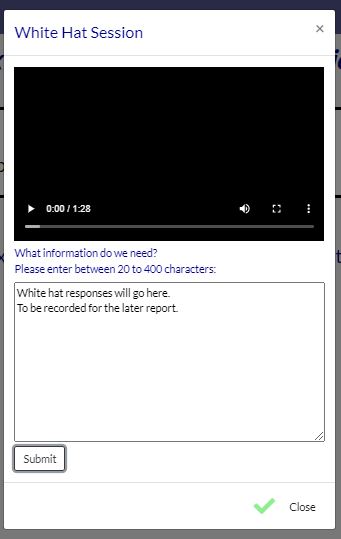 White Hat Session
×
0:00 / 1:28
What information do we need?
Please enter between 20 to 400 characters:
White hat responses will go here.
To be recorded for the later report.
Submit
Close